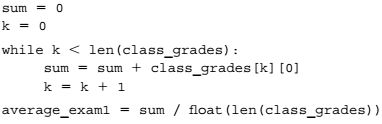 sum = 0
k = 0
while k < len(class_grades):
    sum = sum + class_grades[k][0]
    k = k + 1
average_exam1 = sum / float(len(class_grades))